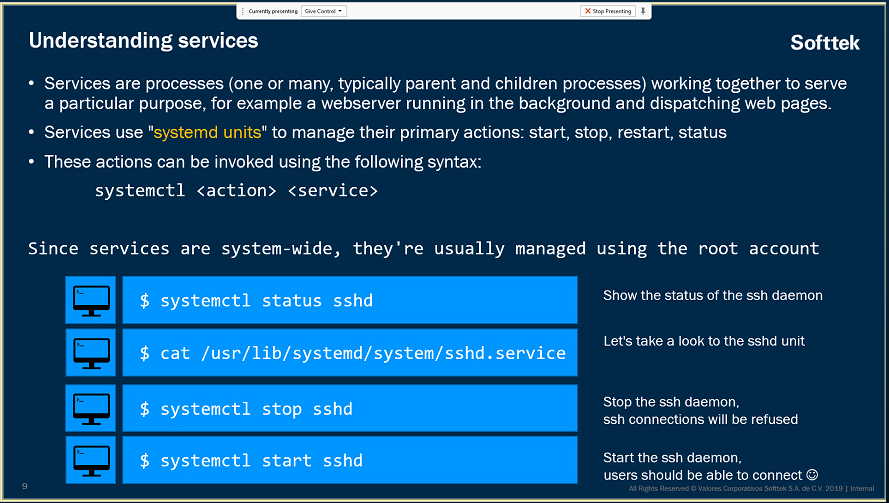 Currently presenting Give Control Stop Presenting
Understanding services
Softtek
• Services are processes (one or many, typically parent and children processes) working together to serve
a particular purpose, for example a webserver running in the background and dispatching web pages.
• Services use "systemd units" to manage their primary actions: start, stop, restart, status
• These actions can be invoked using the following syntax:
systemctl <action> <service>
Since services are system-wide, they're usually managed using the root account
$ systemctl status sshd
Show the status of the ssh daemon
$ cat /usr/lib/systemd/system/sshd.service
Let's take a look to the sshd unit
$ systemctl stop sshd
Stop the ssh daemon,
ssh connections will be refused
$ systemctl start sshd
Start the ssh daemon,
users should be able to connect ☺
9
All Rights Reserved © Valores Corporativos Softtek S.A. de C.V. 2019 | Internal